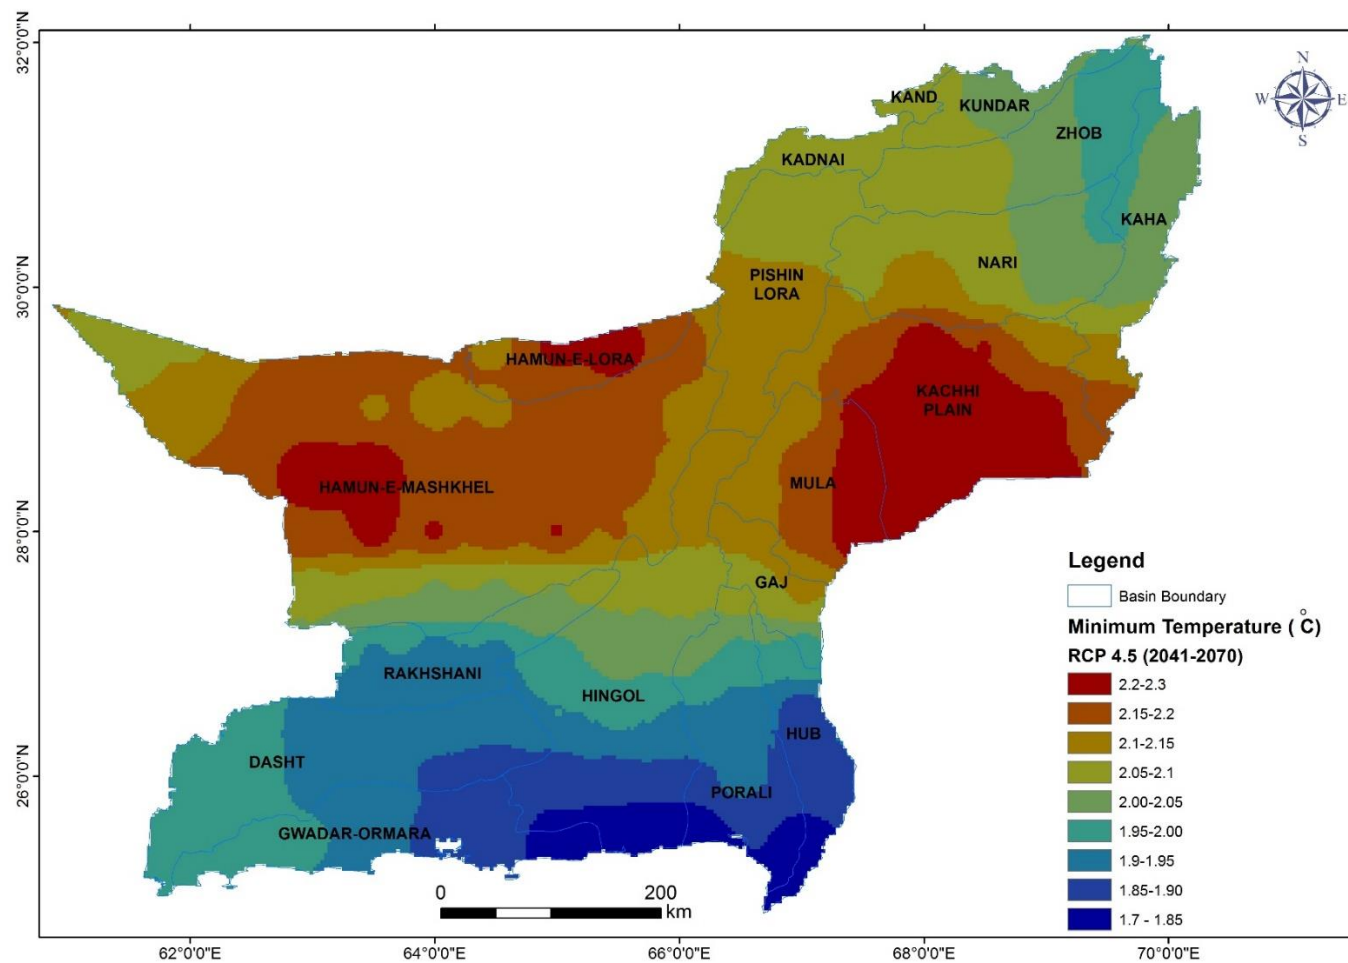 32°0'0"N
30°0'0"N
28°0'0"N
26°0'0"N
N
W
E
S
KAND
KUNDAR
ZHOB
KADNAI
KAHA
NARI
PISHIN
LORA
HAMUN-E-LORA
KACHHI
PLAIN
HAMUN-E-MASHKHEL
MULA
GAJ
RAKHSHANI
HINGOL
HUB
DASHT
PORALI
GWADAR-ORMARA
0 200
km
Legend
Basin Boundary
Minimum Temperature ( °C)
RCP 4.5 (2041-2070)
2.2-2.3
2.15-2.2
2.1-2.15
2.05-2.1
2.00-2.05
1.95-2.00
1.9-1.95
1.85-1.90
1.7 - 1.85
62°0'0"E 64°0'0"E 66°0'0"E 68°0'0"E 70°0'0"E